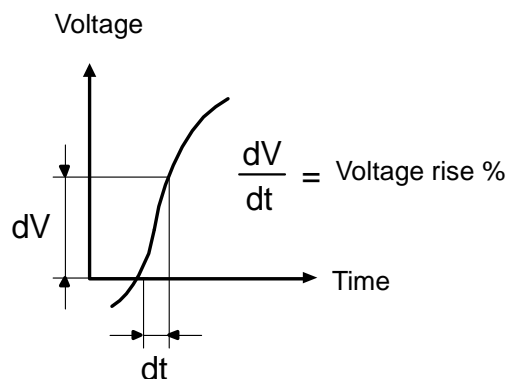 Voltage
dV
dt
= Voltage rise %
dV
Time
dt